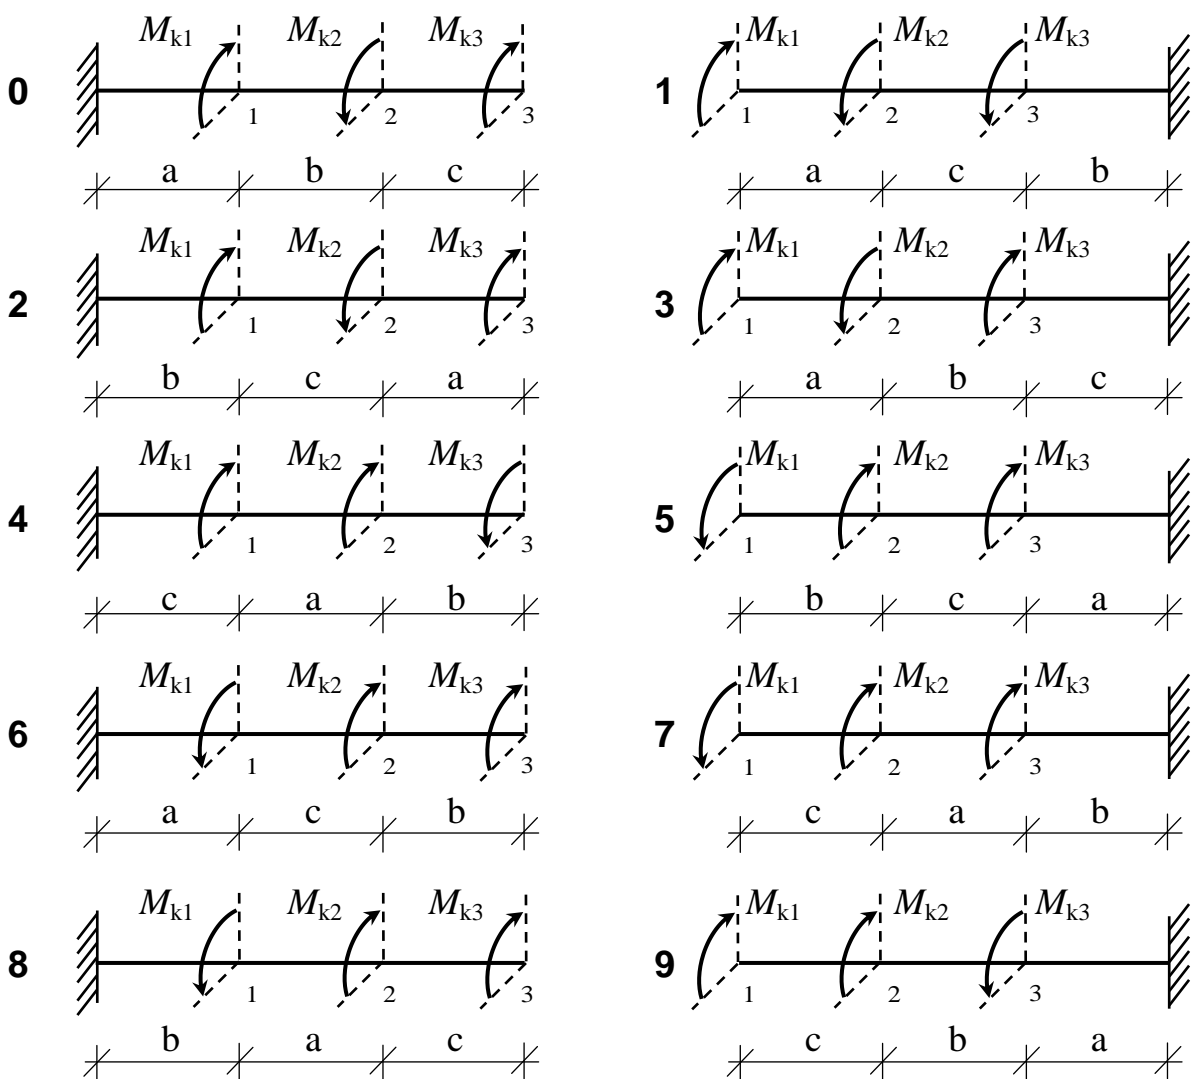 M_k1 M_k2 M_k3 M_k1 M_k2 M_k3
0 1
1 2 3 1 2 3
a b c a c b
M_k1 M_k2 M_k3 M_k1 M_k2 M_k3
2 3
1 2 3 1 2 3
b c a a b c
M_k1 M_k2 M_k3 M_k1 M_k2 M_k3
4 5
1 2 3 1 2 3
c a b b c a
M_k1 M_k2 M_k3 M_k1 M_k2 M_k3
6 7
1 2 3 1 2 3
a c b c a b
M_k1 M_k2 M_k3 M_k1 M_k2 M_k3
8 9
1 2 3 1 2 3
b a c c b a